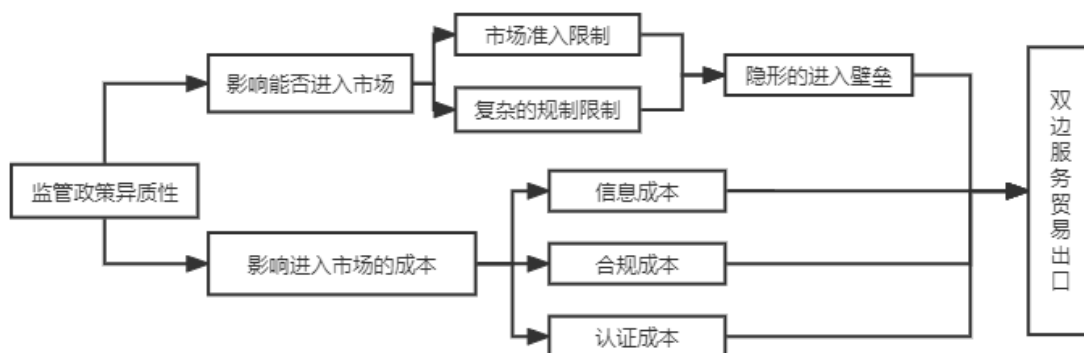 市场准入限制
影响能否进入市场
隐形的进入壁垒
复杂的规制限制
监管政策异质性
信息成本
影响进入市场的成本
合规成本
认证成本
双边服务贸易出口